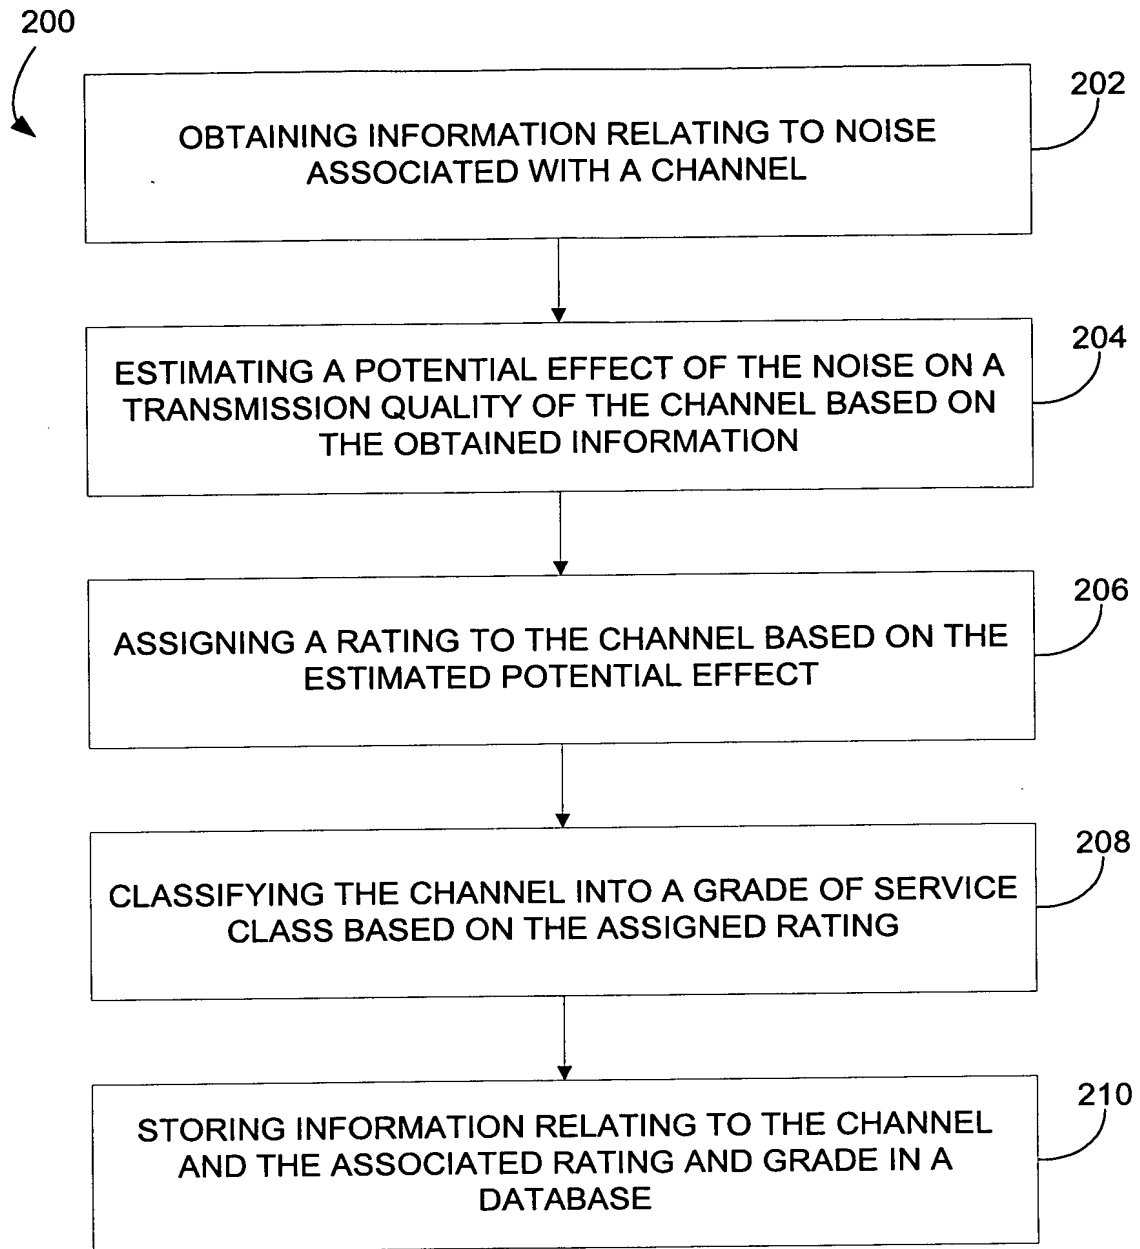 200
202
OBTAINING INFORMATION RELATING TO NOISE
ASSOCIATED WITH A CHANNEL
204
ESTIMATING A POTENTIAL EFFECT OF THE NOISE ON A
TRANSMISSION QUALITY OF THE CHANNEL BASED ON
THE OBTAINED INFORMATION
206
ASSIGNING A RATING TO THE CHANNEL BASED ON THE
ESTIMATED POTENTIAL EFFECT
208
CLASSIFYING THE CHANNEL INTO A GRADE OF SERVICE
CLASS BASED ON THE ASSIGNED RATING
210
STORING INFORMATION RELATING TO THE CHANNEL
AND THE ASSOCIATED RATING AND GRADE IN A
DATABASE